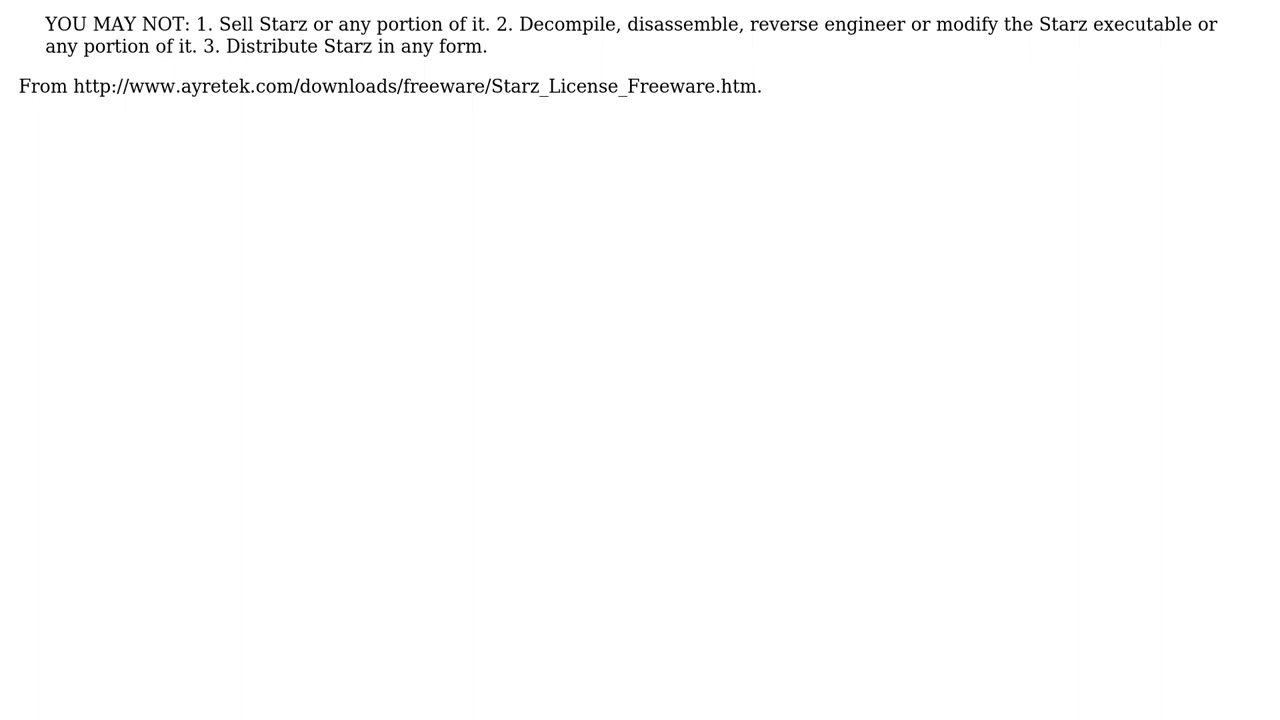 YOU MAY NOT: 1. Sell Starz or any portion of it. 2. Decompile, disassemble, reverse engineer or modify the Starz executable or
any portion of it. 3. Distribute Starz in any form.
From http://www.ayretek.com/downloads/freeware/Starz_License_Freeware.htm.